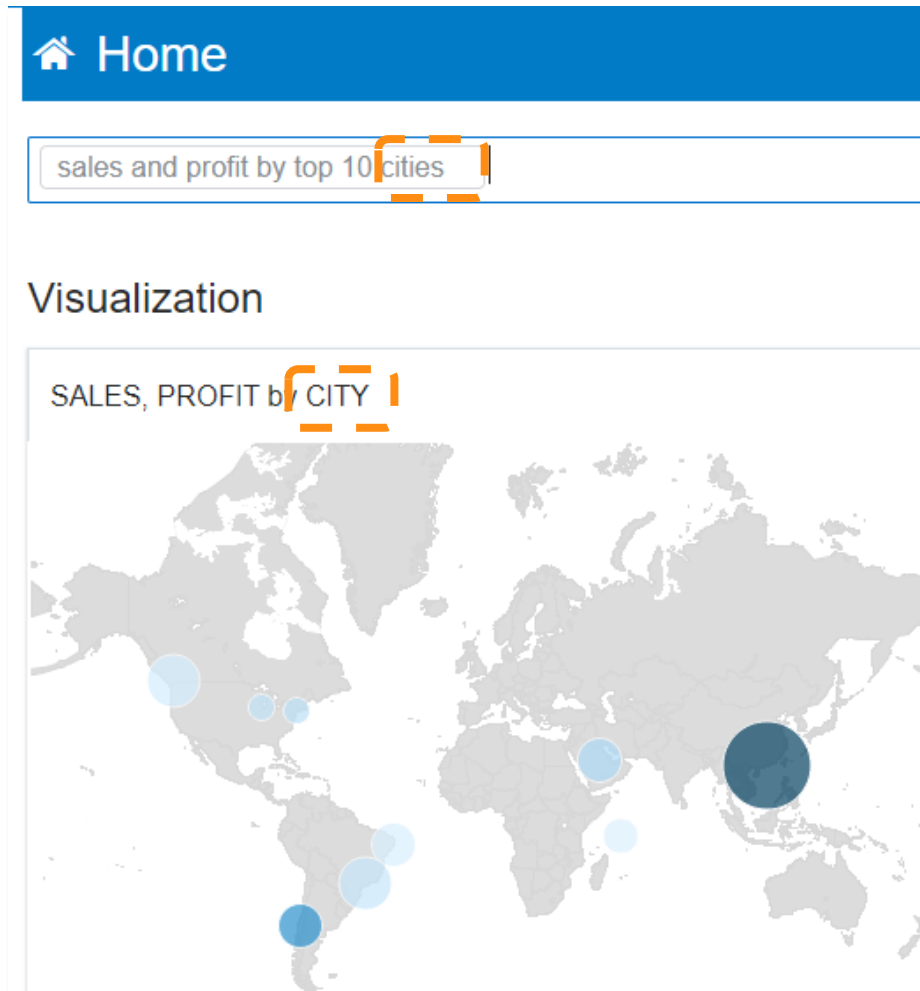 Home
sales and profit by top 10 cities
Visualization
SALES, PROFIT by CITY